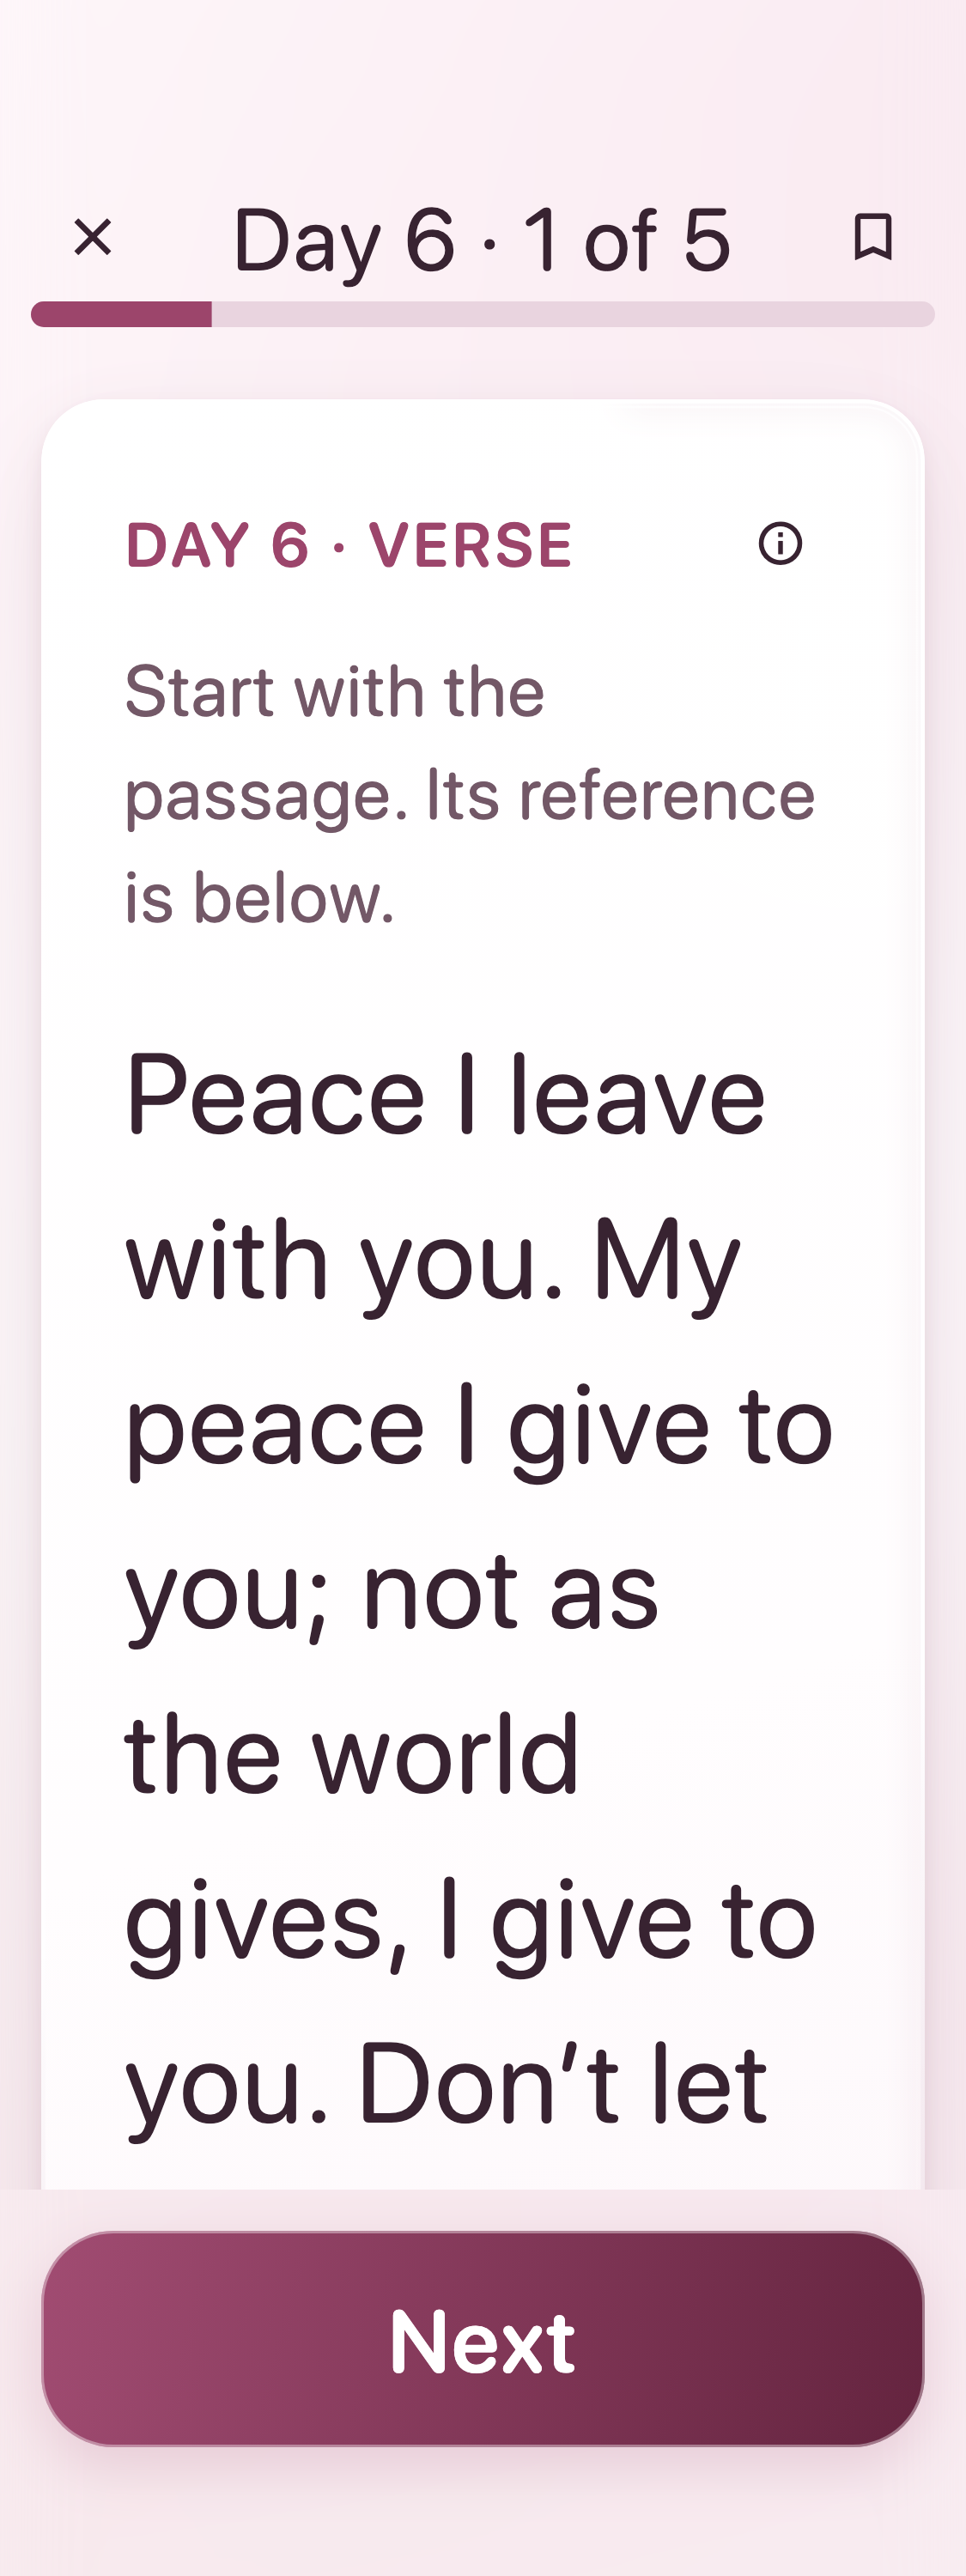 Day 6 · 1 of 5
DAY 6 · VERSE
Start with the
passage. Its reference
is below.
Peace I leave
with you. My
peace I give to
you; not as
the world
gives, I give to
you. Don’t let
Next